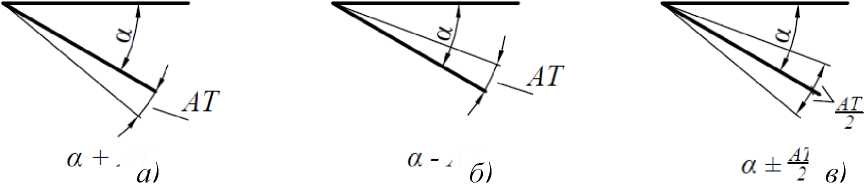 α α α
AT AT AT/2
α + а) α - б) α ± AT/2 в)